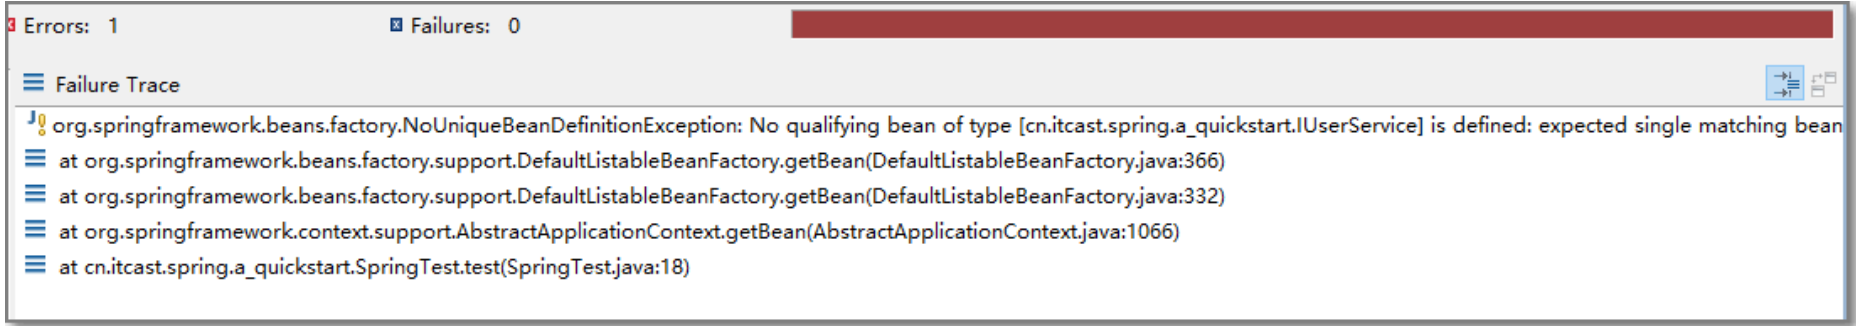 Errors: 1 Failures: 0
Failure Trace
org.springframework.beans.factory.NoUniqueBeanDefinitionException: No qualifying bean of type [cn.itcast.spring.a_quickstart.IUserService] is defined: expected single matching bean
at org.springframework.beans.factory.support.DefaultListableBeanFactory.getBean(DefaultListableBeanFactory.java:366)
at org.springframework.beans.factory.support.DefaultListableBeanFactory.getBean(DefaultListableBeanFactory.java:332)
at org.springframework.context.support.AbstractApplicationContext.getBean(AbstractApplicationContext.java:1066)
at cn.itcast.spring.a_quickstart.SpringTest.test(SpringTest.java:18)